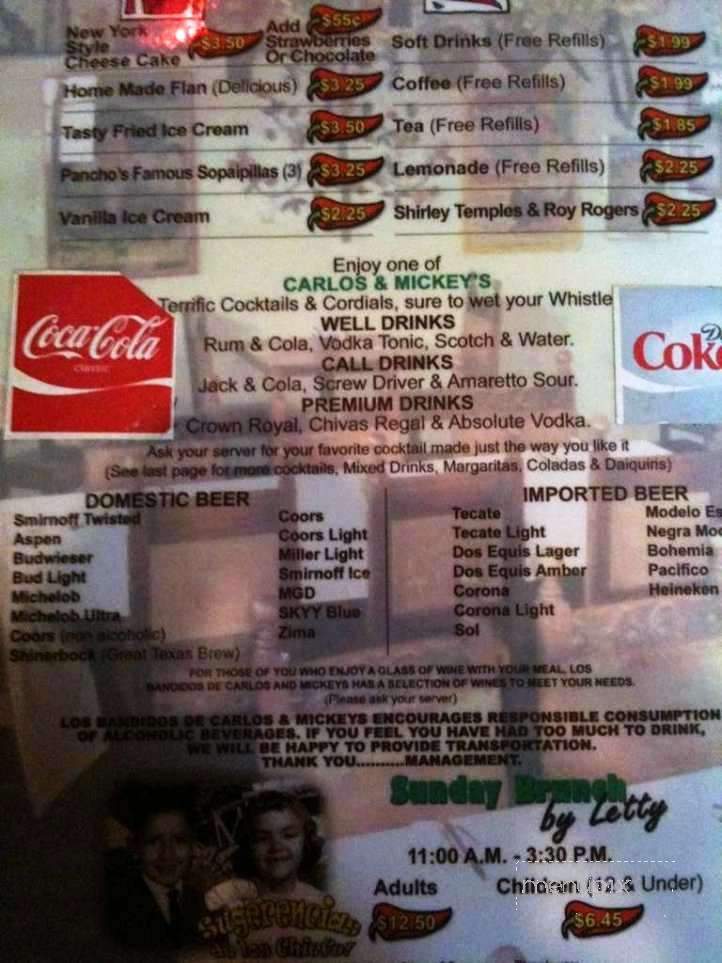 New York
Style
Cheese Cake
$3.50
Add $55¢
Strawberries
Or Chocolate
Home Made Flan (Delicious) $3.25
Tasty Fried Ice Cream $3.50
Pancho's Famous Sopaipillas (3) $3.25
Vanilla Ice Cream $2.25
Soft Drinks (Free Refills) $1.99
Coffee (Free Refills) $1.99
Tea (Free Refills) $1.85
Lemonade (Free Refills) $2.25
Shirley Temples & Roy Rogers $2.25
Enjoy one of
CARLOS & MICKEY'S
Terrific Cocktails & Cordials, sure to wet your Whistle
WELL DRINKS
Rum & Cola, Vodka Tonic, Scotch & Water.
CALL DRINKS
Jack & Cola, Screw Driver & Amaretto Sour.
PREMIUM DRINKS
Crown Royal, Chivas Regal & Absolute Vodka.
Coca-Cola
CLASSIC
Coke
Ask your server for your favorite cocktail made just the way you like it
(See last page for more cocktails, Mixed Drinks, Margaritas, Coladas & Daiquiris)
DOMESTIC BEER
Smirnoff Twisted
Aspen
Budwieser
Bud Light
Michelob
Michelob Ultra
Coors (non alcoholic)
Shinerbock (Great Texas Brew)
Coors
Coors Light
Miller Light
Smirnoff Ice
MGD
SKYY Blue
Zima
IMPORTED BEER
Tecate
Tecate Light
Dos Equis Lager
Dos Equis Amber
Corona
Corona Light
Sol
Modelo Es
Negra Mod
Bohemia
Pacifico
Heineken
FOR THOSE OF YOU WHO ENJOY A GLASS OF WINE WITH YOUR MEAL, LOS
BANDIDOS DE CARLOS AND MICKEYS HAS A SELECTION OF WINES TO MEET YOUR NEEDS.
(Please ask your server)
LOS BANDIDOS DE CARLOS & MICKEYS ENCOURAGES RESPONSIBLE CONSUMPTION
OF ALCOHOLIC BEVERAGES. IF YOU FEEL YOU HAVE HAD TOO MUCH TO DRINK,
WE WILL BE HAPPY TO PROVIDE TRANSPORTATION.
THANK YOU..........MANAGEMENT.
Sunday Brunch
by Letty
11:00 A.M. - 3:30 P.M.
Adults
$12.50
Children (12 & Under)
$6.45
Sugerencias
de los Chefs!